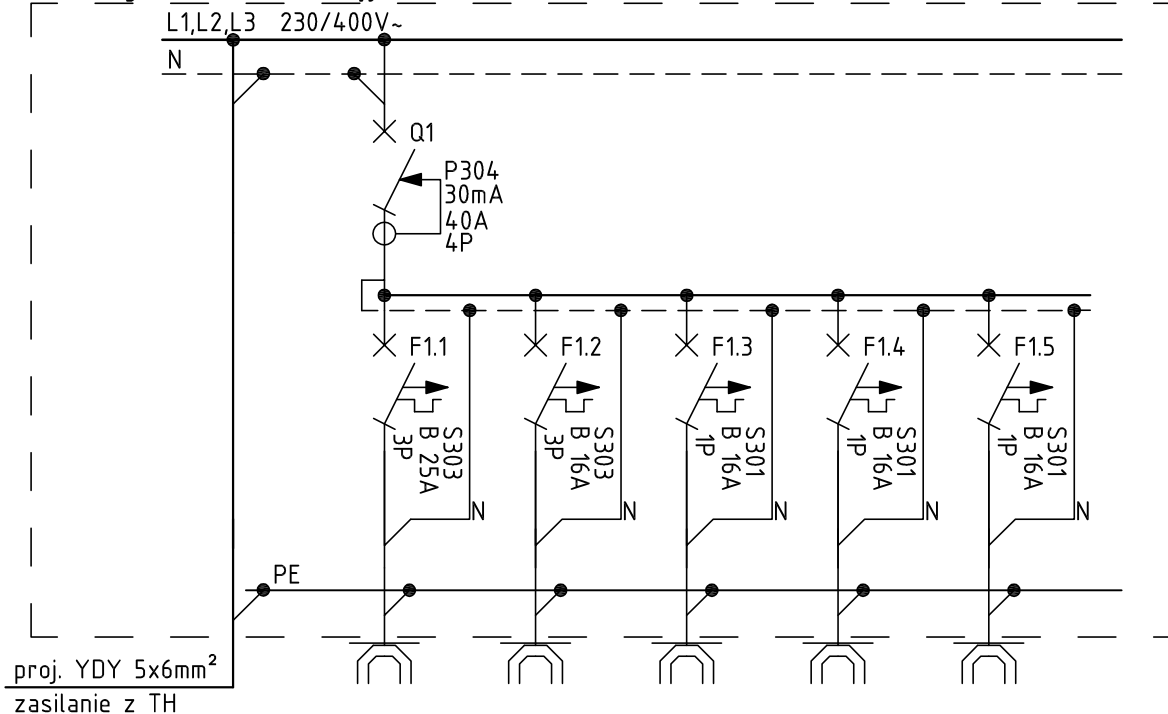 L1,L2,L3 230/400V~
N
Q1
P304
30mA
40A
4P
F1.1
S303
B 25A
3P
N
F1.2
S303
B 16A
3P
N
F1.3
S301
B 16A
1P
N
F1.4
S301
B 16A
1P
N
F1.5
S301
B 16A
1P
N
PE
proj. YDY 5x6mm²
zasilanie z TH